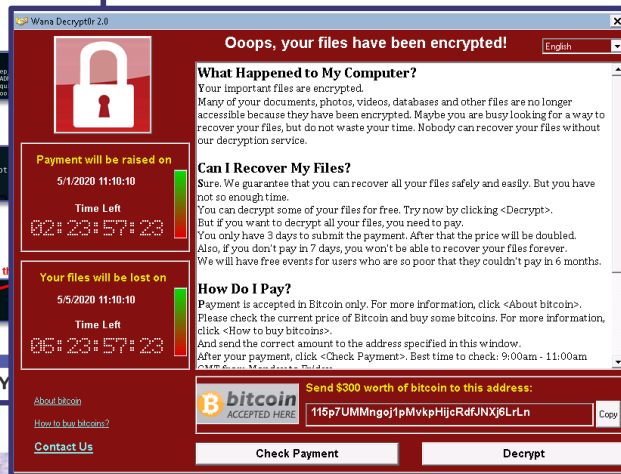 Wana Decrypt0r 2.0
Ooops, your files have been encrypted!
English
What Happened to My Computer?
Your important files are encrypted.
Many of your documents, photos, videos, databases and other files are no longer
accessible because they have been encrypted. Maybe you are busy looking for a way to
recover your files, but do not waste your time. Nobody can recover your files without
our decryption service.
Can I Recover My Files?
Sure. We guarantee that you can recover all your files safely and easily. But you have
not so enough time.
You can decrypt some of your files for free. Try now by clicking <Decrypt>.
But if you want to decrypt all your files, you need to pay.
You only have 3 days to submit the payment. After that the price will be doubled.
Also, if you don't pay in 7 days, you won't be able to recover your files forever.
We will have free events for users who are so poor that they couldn't pay in 6 months.
How Do I Pay?
Payment is accepted in Bitcoin only. For more information, click <About bitcoin>.
Please check the current price of Bitcoin and buy some bitcoins. For more information,
click <How to buy bitcoins>.
And send the correct amount to the address specified in this window.
After your payment, click <Check Payment>. Best time to check: 9:00am - 11:00am
GMT from Monday to Friday.
Payment will be raised on
5/1/2020 11:10:10
Time Left
02:23:57:23
Your files will be lost on
5/5/2020 11:10:10
Time Left
06:23:57:23
About bitcoin
How to buy bitcoins?
Contact Us
bitcoin
ACCEPTED HERE
Send $300 worth of bitcoin to this address:
115p7UMMngoj1pMvkpHijcRdfJNXj6LrLn
Copy
Check Payment
Decrypt